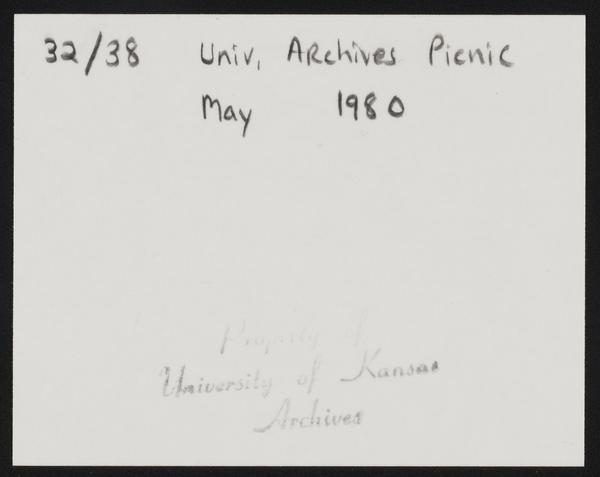 32/38 Univ. Archives Picnic
May 1980
Property of
University of Kansas
Archives